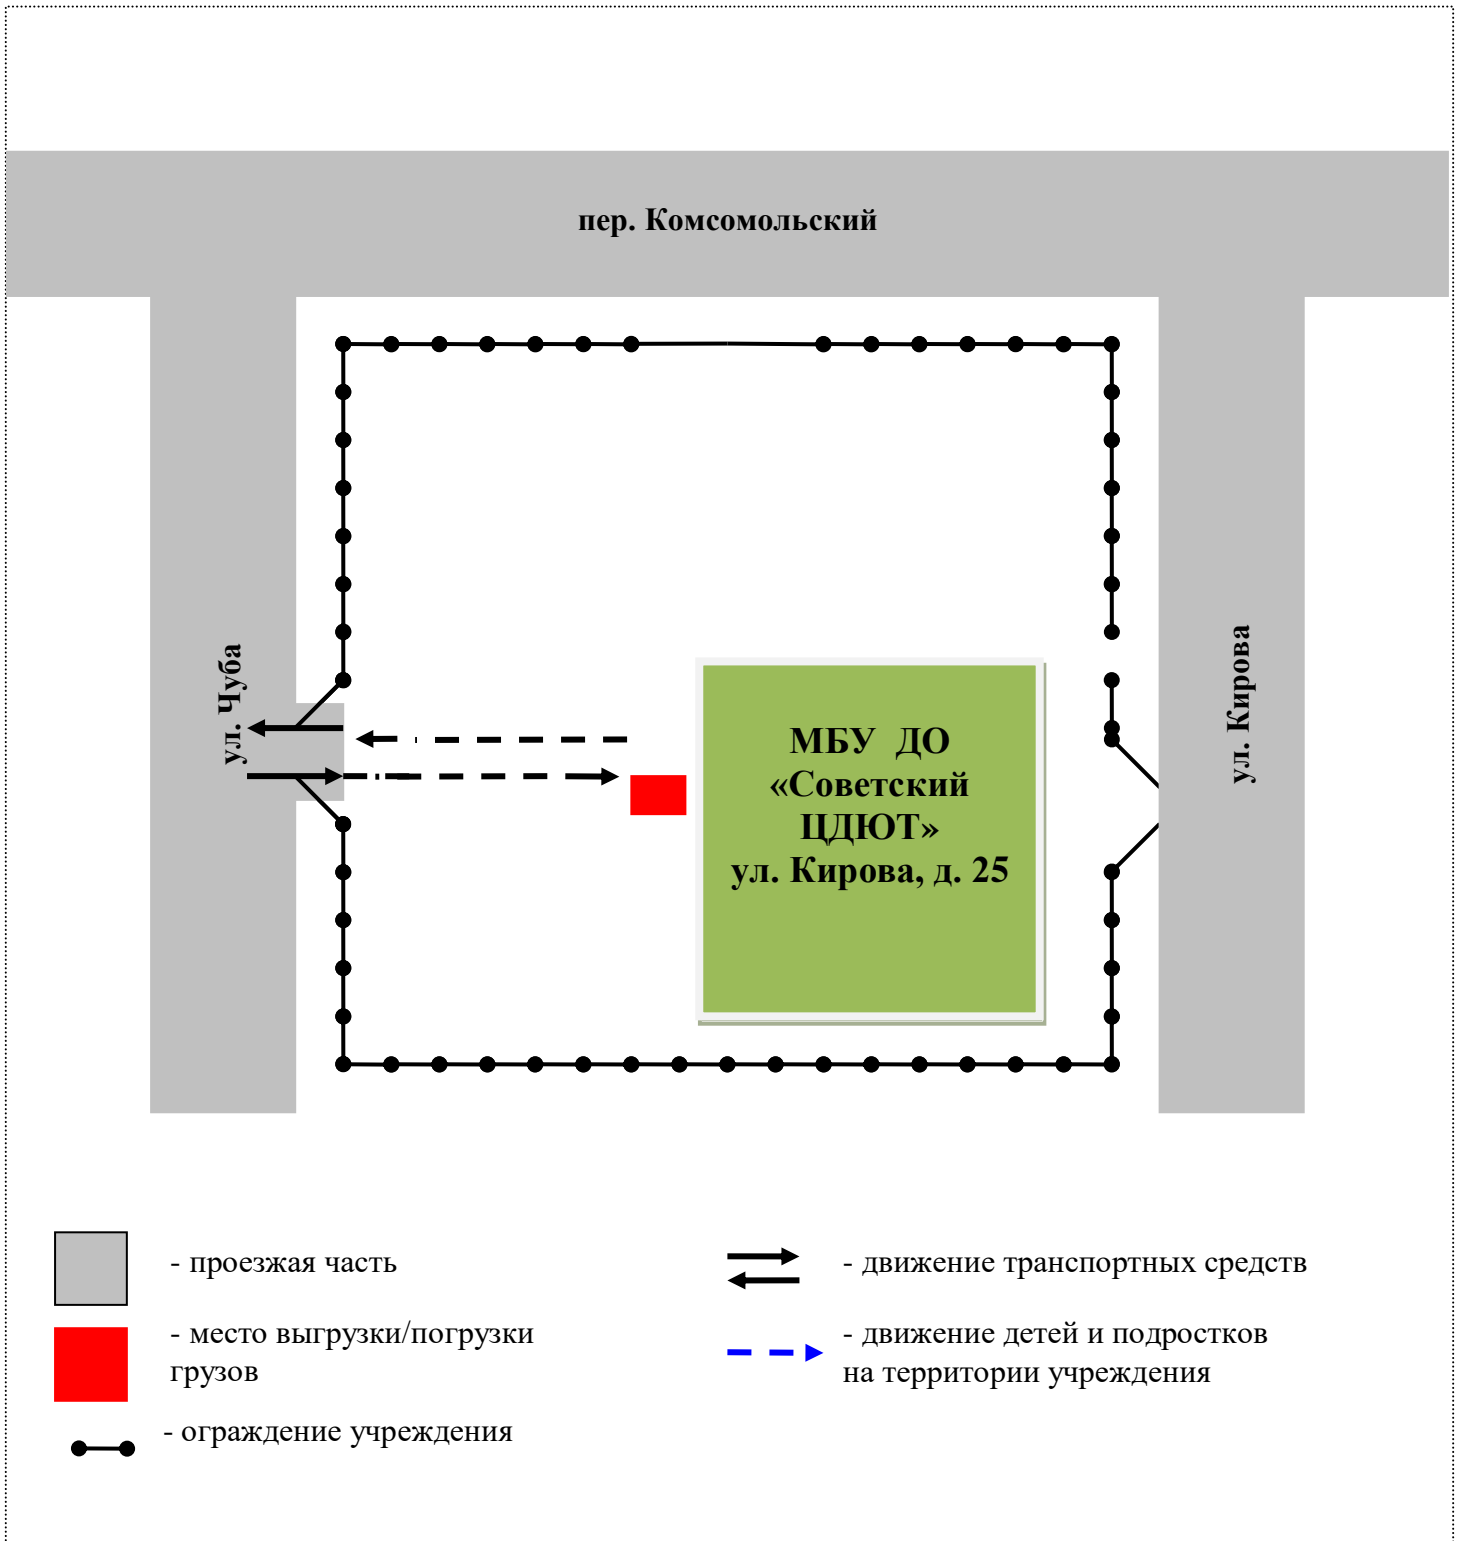 пер. Комсомольский
ул. Чуба
ул. Кирова
МБУ ДО
«Советский
ЦДЮТ»
ул. Кирова, д. 25
- проезжая часть
- движение транспортных средств
- место выгрузки/погрузки
грузов
- движение детей и подростков
на территории учреждения
- ограждение учреждения